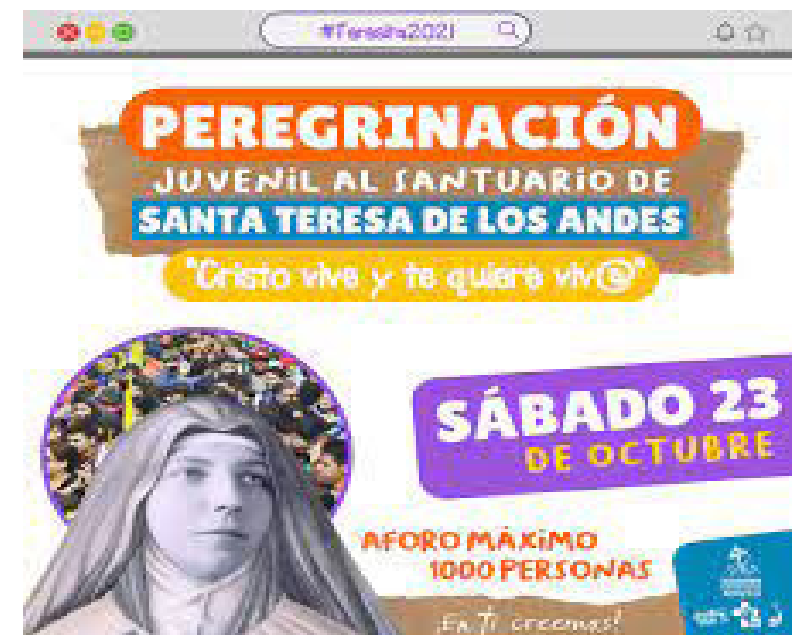 #Teresita2021
PEREGRINACIÓN
JUVENIL AL SANTUARIO DE
SANTA TERESA DE LOS ANDES
"Cristo vive y te quiere viv@"
SÁBADO 23
DE OCTUBRE
AFORO MÁXIMO
1000 PERSONAS
¡En Ti creemos!